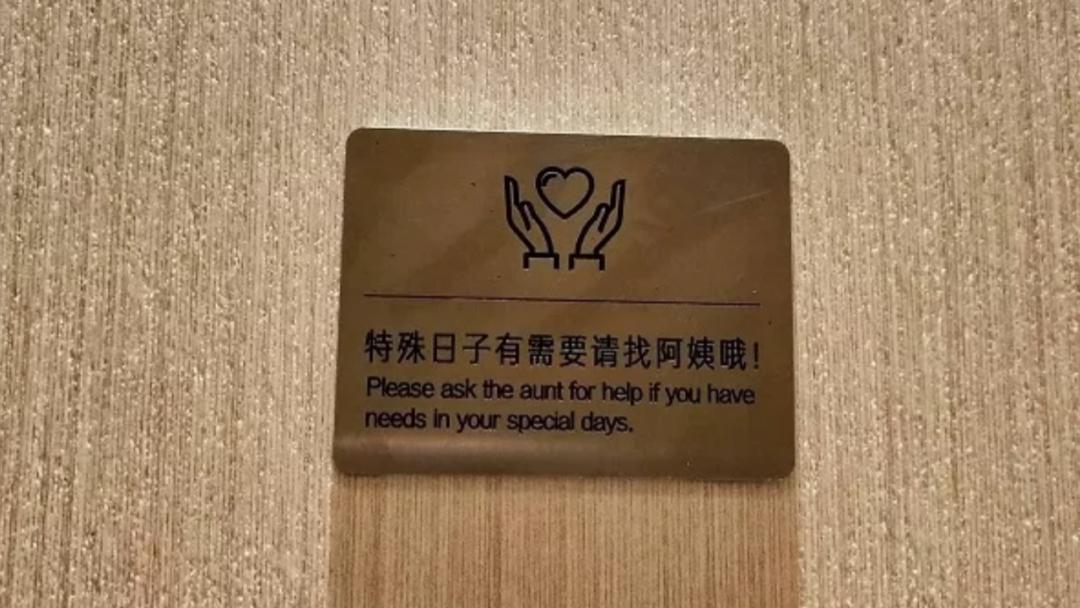 特殊日子有需要请找阿姨哦!
Please ask the aunt for help if you have
needs in your special days.